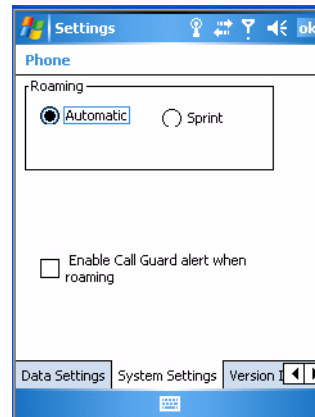 Settings
ok
Phone
Roaming
Automatic
Sprint
Enable Call Guard alert when
roaming
Data Settings
System Settings
Version